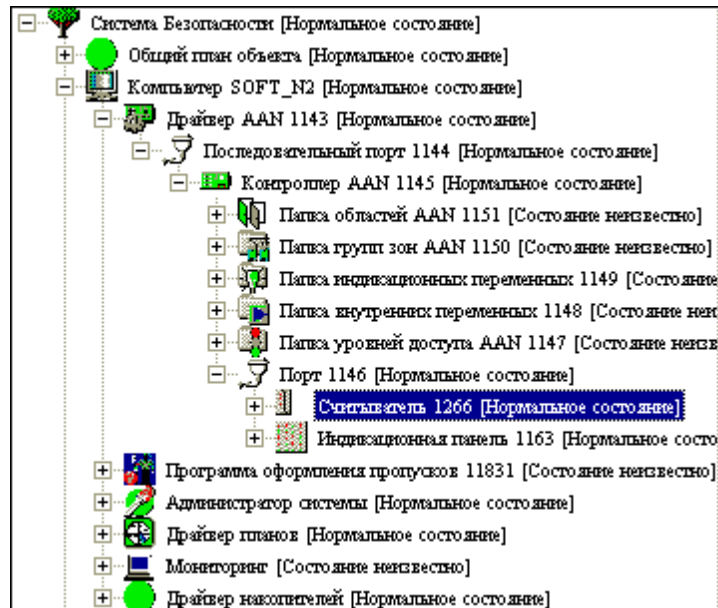 Система Безопасности [Нормальное состояние]
Общий план объекта [Нормальное состояние]
Компьютер SOFT_N2 [Нормальное состояние]
Драйвер AAN 1143 [Нормальное состояние]
Последовательный порт 1144 [Нормальное состояние]
Контроллер AAN 1145 [Нормальное состояние]
Папка областей AAN 1151 [Состояние неизвестно]
Папка групп зон AAN 1150 [Состояние неизвестно]
Папка индикационных переменных 1149 [Состояние
Папка внутренних переменных 1148 [Состояние неи
Папка уровней доступа AAN 1147 [Состояние неизв
Порт 1146 [Нормальное состояние]
Считыватель 1266 [Нормальное состояние]
Индикационная панель 1163 [Нормальное состо
Программа оформления пропусков 11831 [Состояние неизвестно]
Администратор системы [Нормальное состояние]
Драйвер планов [Нормальное состояние]
Мониторинг [Состояние неизвестно]
Драйвер накопителей [Нормальное состояние]